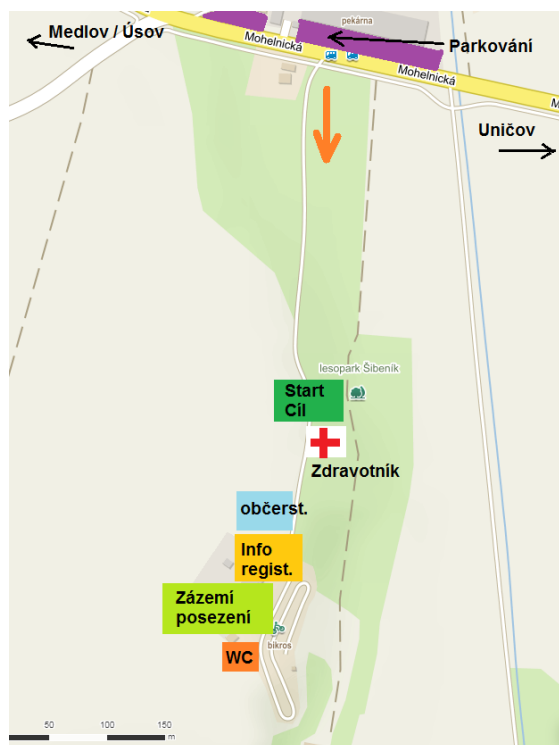 pekárna
Medlov / Úsov
Mohelnická
Parkování
Mohelnická
M
Uničov
lesopark Šibeník
Start
Cíl
Zdravotník
občerst.
Info
regist.
Zázemí
posezení
bikros
WC
50 100 150
m